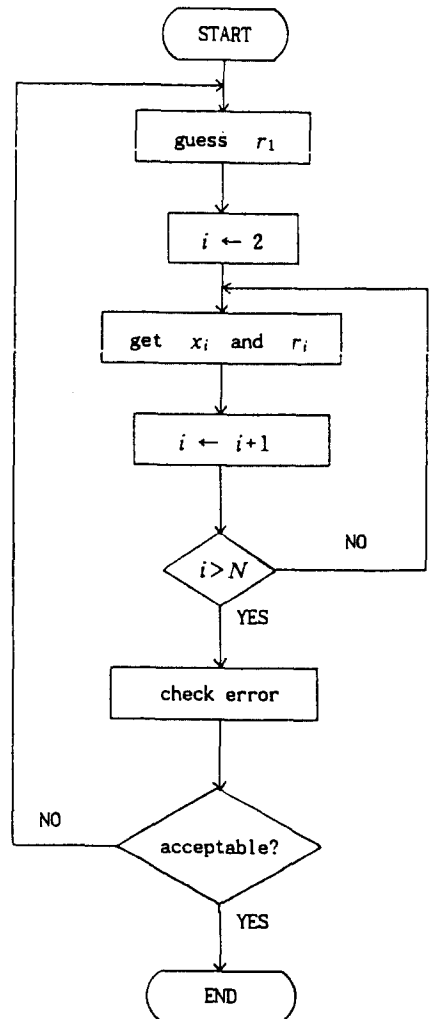 START
guess r₁
i ← 2
get xᵢ and rᵢ
i ← i+1
NO
i > N
YES
check error
NO
acceptable?
YES
END